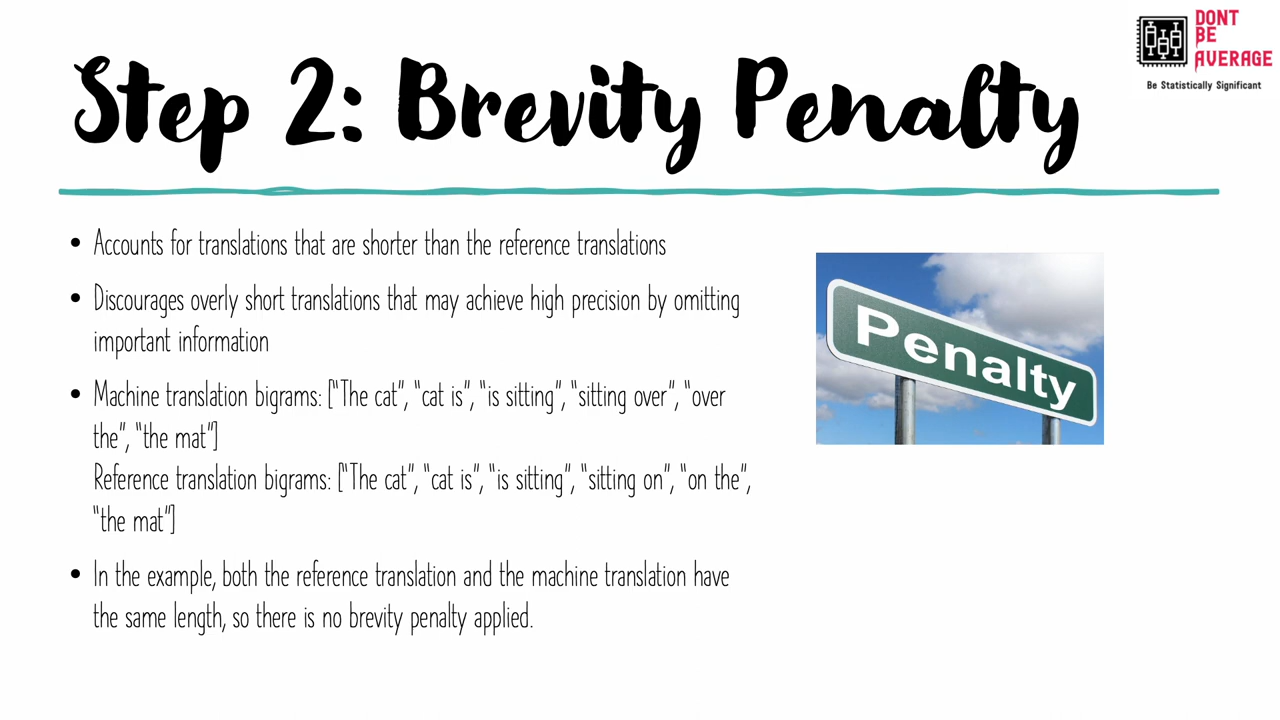 DONT
BE
AVERAGE
Be Statistically Significant
Step 2: Brevity Penalty
• Accounts for translations that are shorter than the reference translations
• Discourages overly short translations that may achieve high precision by omitting
important information
• Machine translation bigrams: ["The cat", "cat is", "is sitting", "sitting over", "over
the", "the mat"]
Reference translation bigrams: ["The cat", "cat is", "is sitting", "sitting on", "on the",
"the mat"]
• In the example, both the reference translation and the machine translation have
the same length, so there is no brevity penalty applied.
Penalty